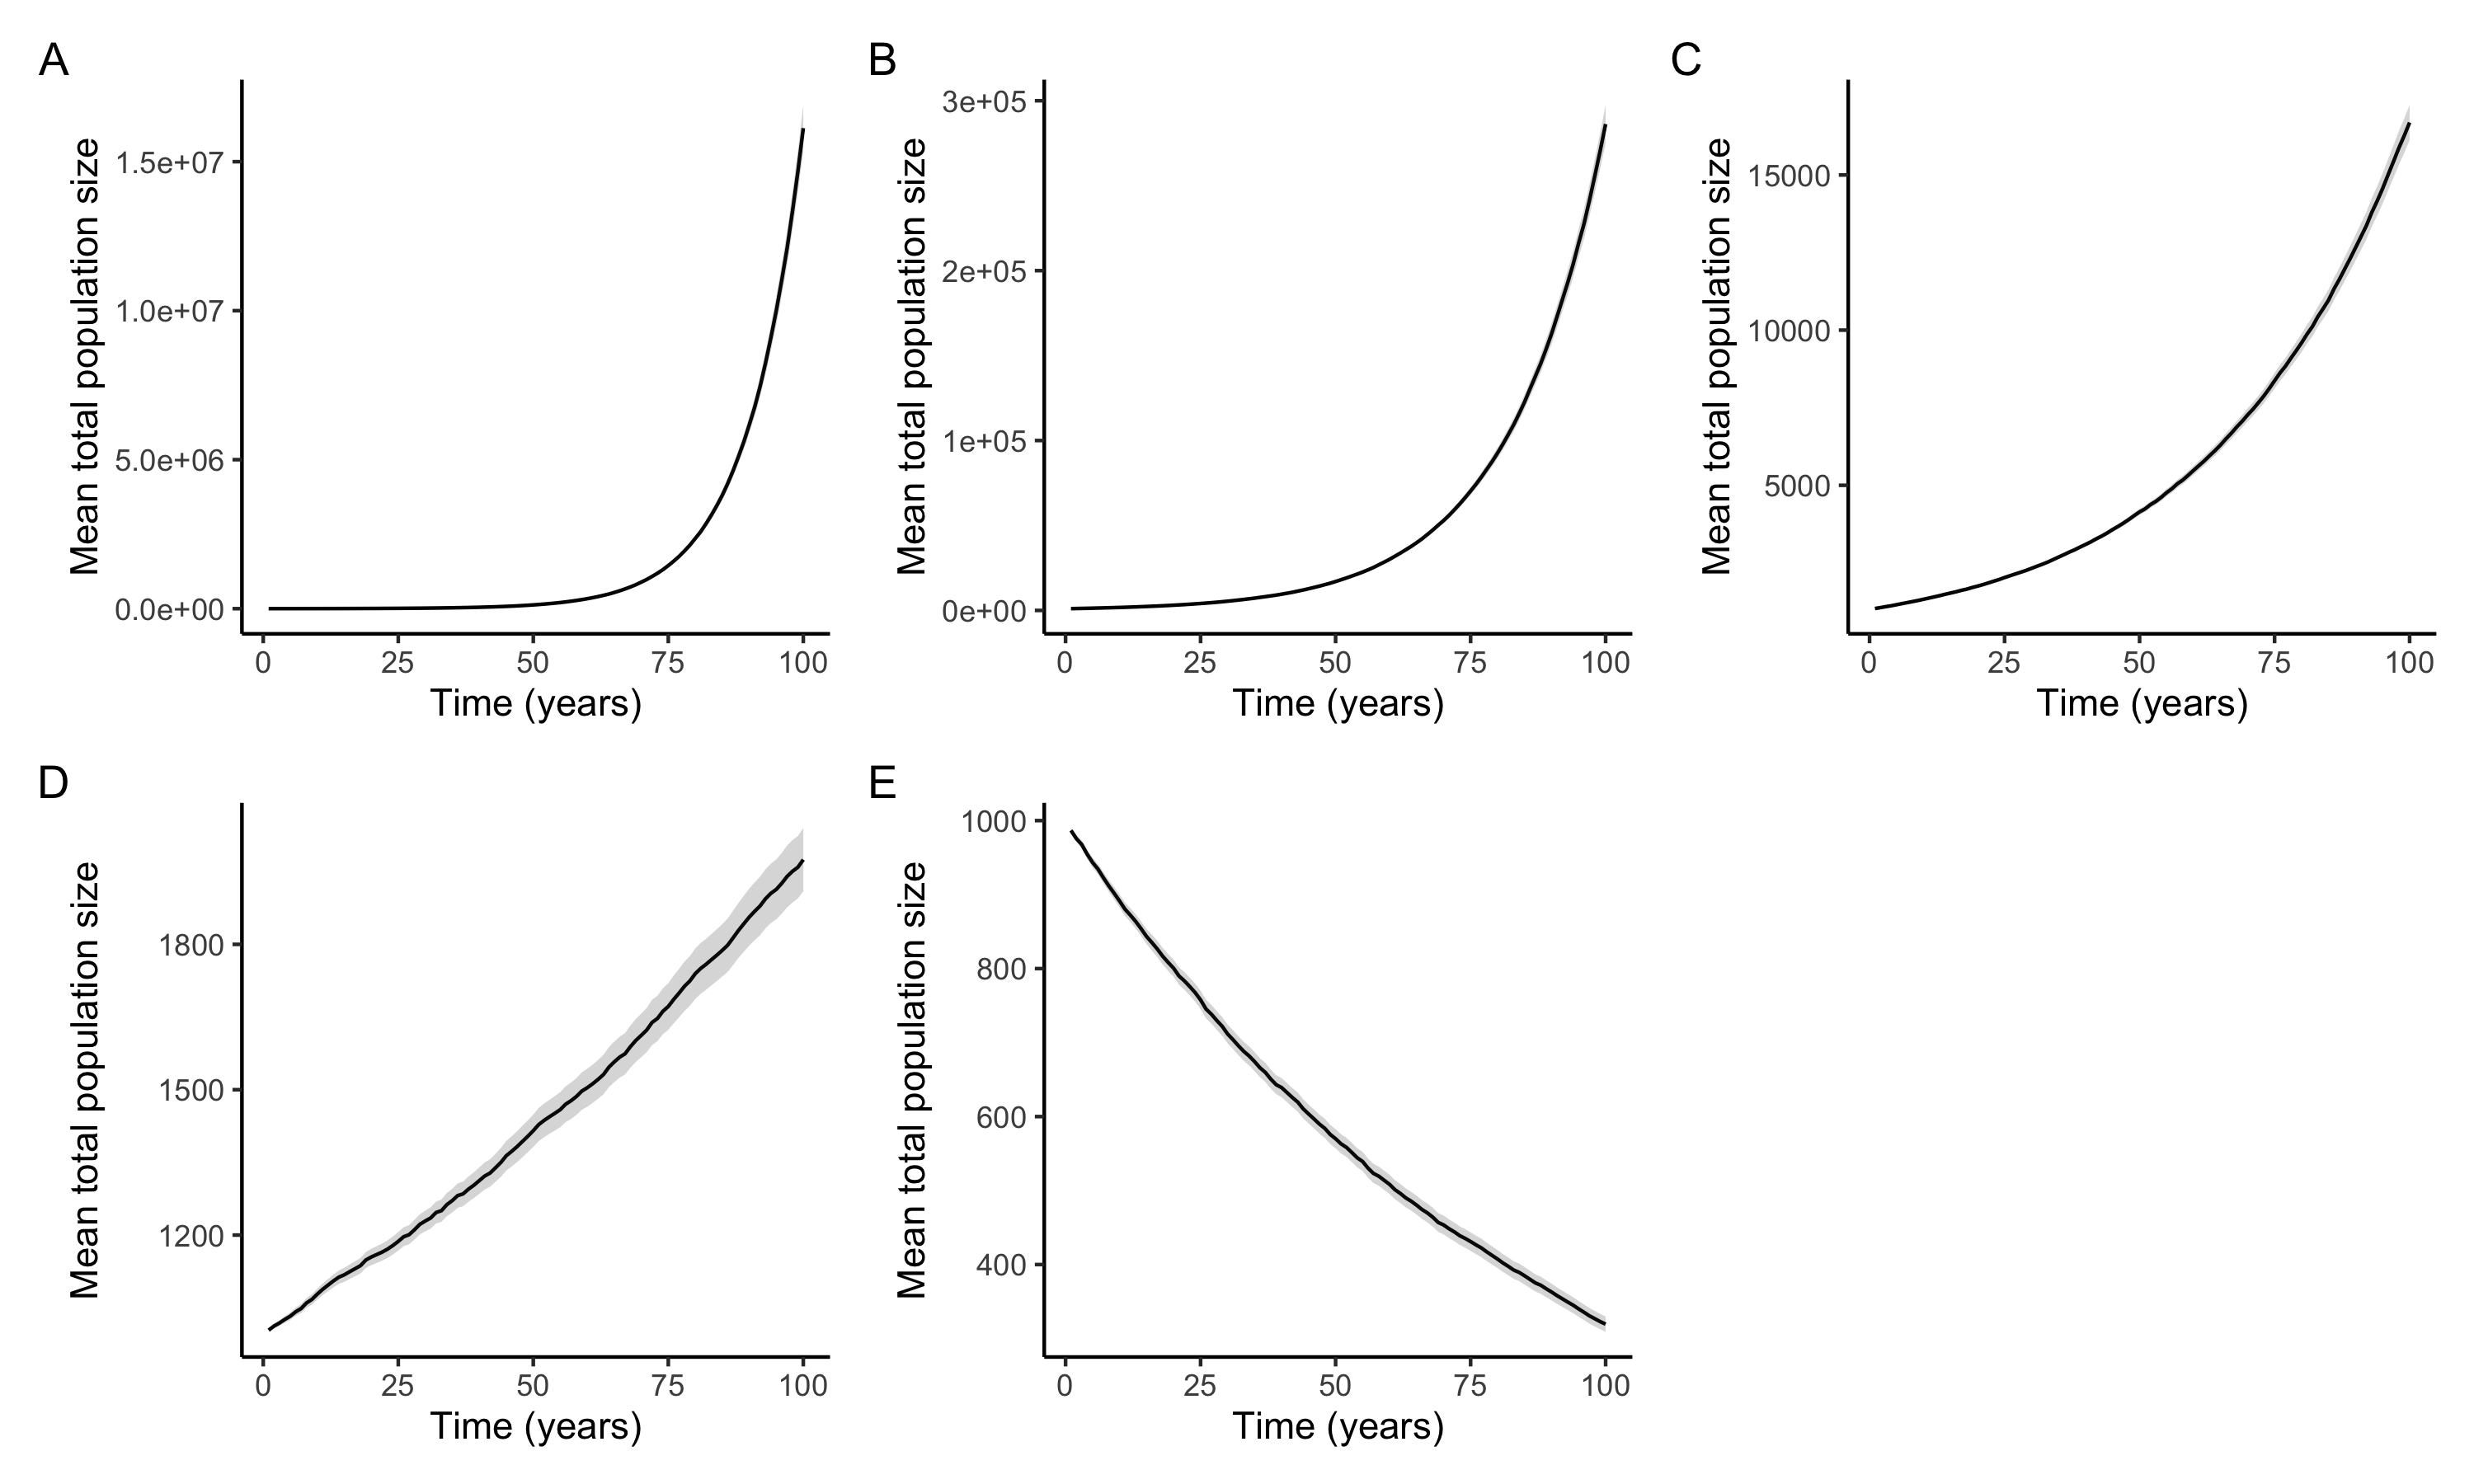 A
Mean total population size
1.5e+07
1.0e+07
5.0e+06
0.0e+00
0 25 50 75 100
Time (years)
B
Mean total population size
3e+05
2e+05
1e+05
0e+00
0 25 50 75 100
Time (years)
C
Mean total population size
15000
10000
5000
0 25 50 75 100
Time (years)
D
Mean total population size
1800
1500
1200
0 25 50 75 100
Time (years)
E
Mean total population size
1000
800
600
400
0 25 50 75 100
Time (years)